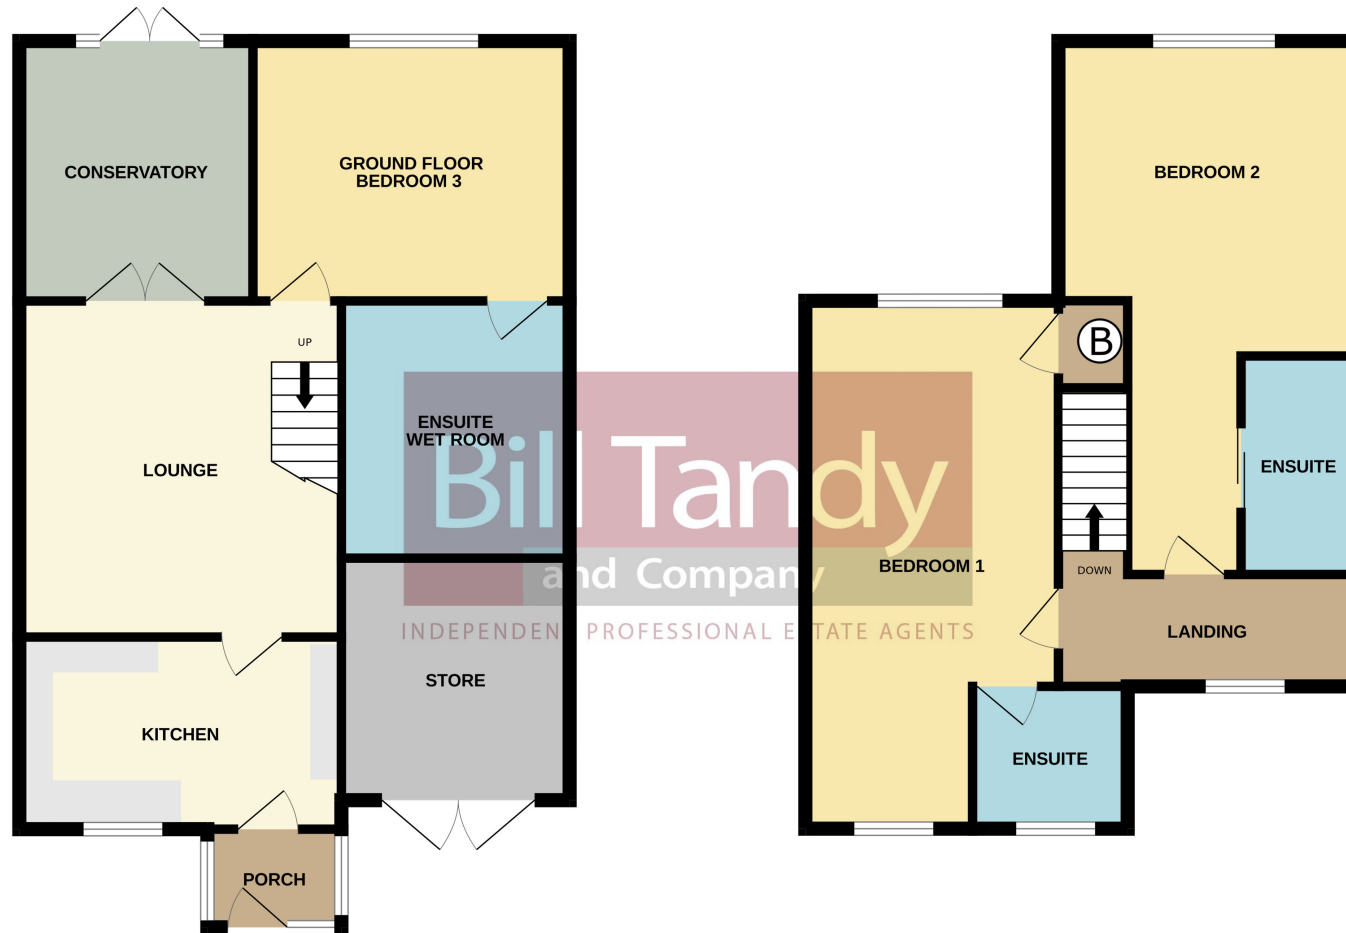 CONSERVATORY
GROUND FLOOR
BEDROOM 3
UP
LOUNGE
ENSUITE
WET ROOM
STORE
KITCHEN
PORCH
BEDROOM 2
B
ENSUITE
BEDROOM 1
DOWN
LANDING
ENSUITE
Bill Tandy
and Company
INDEPENDENT PROFESSIONAL ESTATE AGENTS